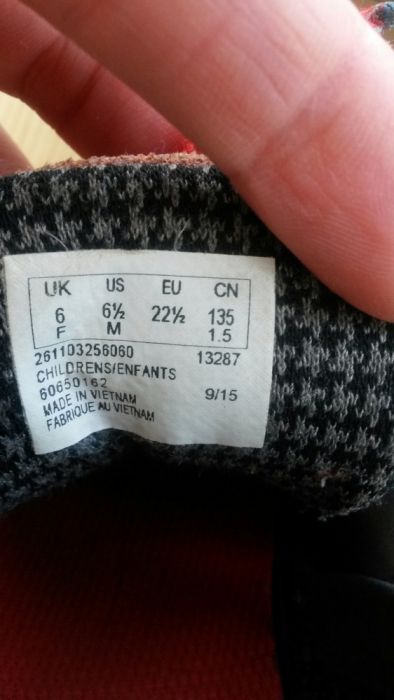 UK US EU CN
6 6½ 22½ 135
F M 1.5
261103256060 13287
CHILDRENS/ENFANTS
60650162 9/15
MADE IN VIETNAM
FABRIQUE AU VIETNAM